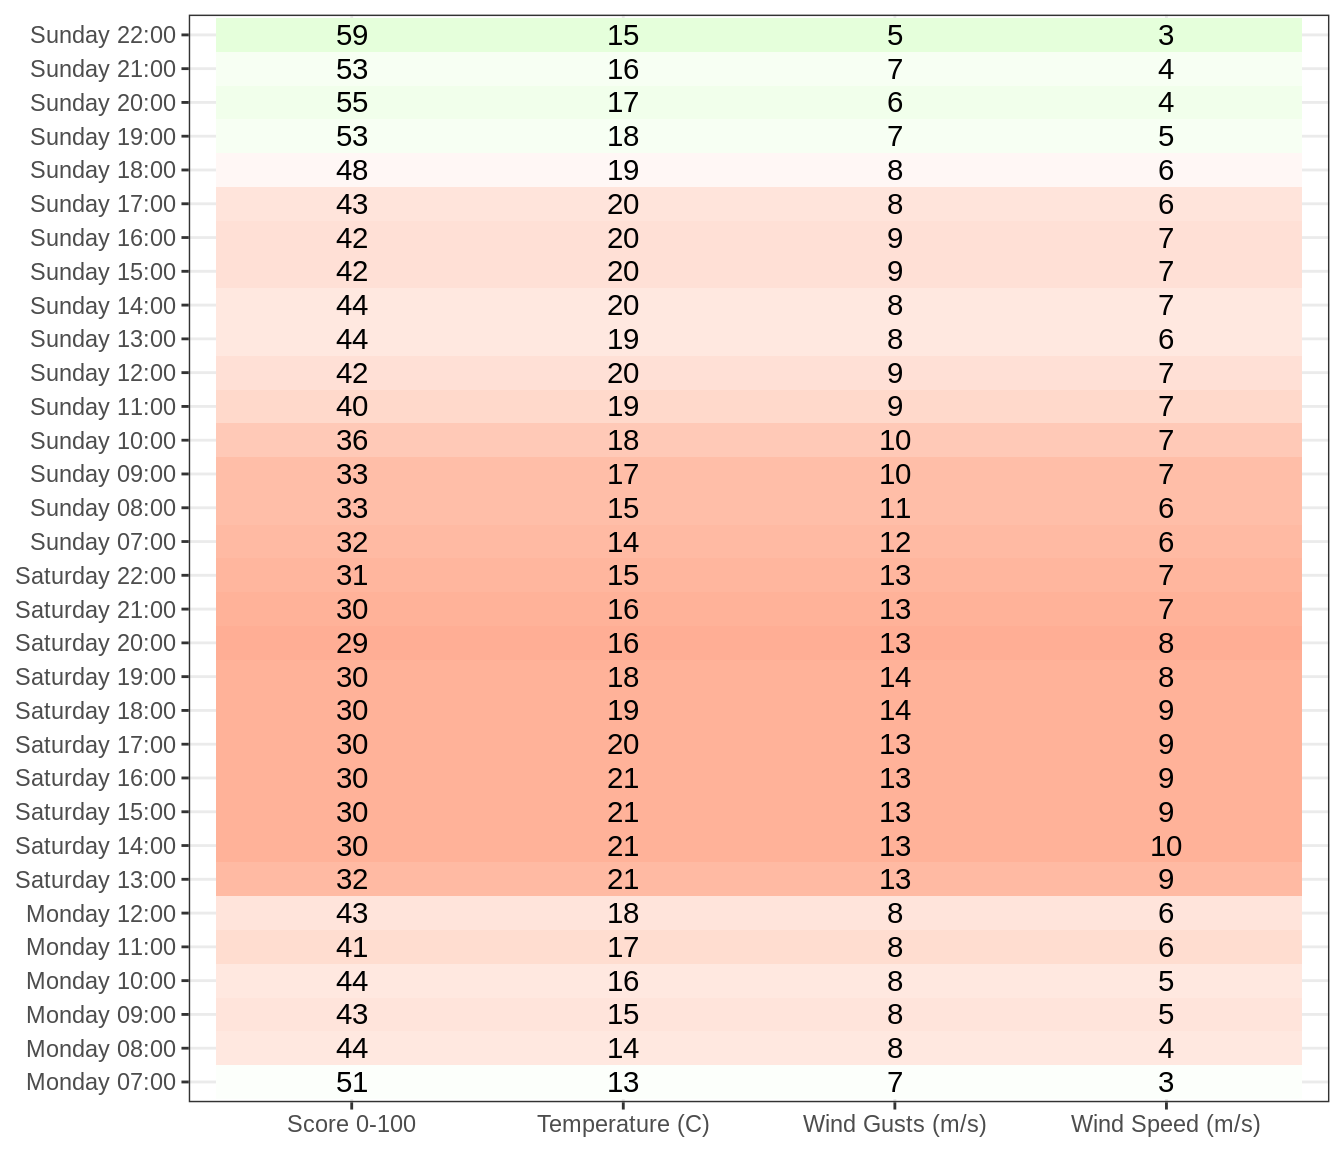 Sunday 22:00 59 15 5 3
Sunday 21:00 53 16 7 4
Sunday 20:00 55 17 6 4
Sunday 19:00 53 18 7 5
Sunday 18:00 48 19 8 6
Sunday 17:00 43 20 8 6
Sunday 16:00 42 20 9 7
Sunday 15:00 42 20 9 7
Sunday 14:00 44 20 8 7
Sunday 13:00 44 19 8 6
Sunday 12:00 42 20 9 7
Sunday 11:00 40 19 9 7
Sunday 10:00 36 18 10 7
Sunday 09:00 33 17 10 7
Sunday 08:00 33 15 11 6
Sunday 07:00 32 14 12 6
Saturday 22:00 31 15 13 7
Saturday 21:00 30 16 13 7
Saturday 20:00 29 16 13 8
Saturday 19:00 30 18 14 8
Saturday 18:00 30 19 14 9
Saturday 17:00 30 20 13 9
Saturday 16:00 30 21 13 9
Saturday 15:00 30 21 13 9
Saturday 14:00 30 21 13 10
Saturday 13:00 32 21 13 9
Monday 12:00 43 18 8 6
Monday 11:00 41 17 8 6
Monday 10:00 44 16 8 5
Monday 09:00 43 15 8 5
Monday 08:00 44 14 8 4
Monday 07:00 51 13 7 3
Score 0-100 Temperature (C) Wind Gusts (m/s) Wind Speed (m/s)